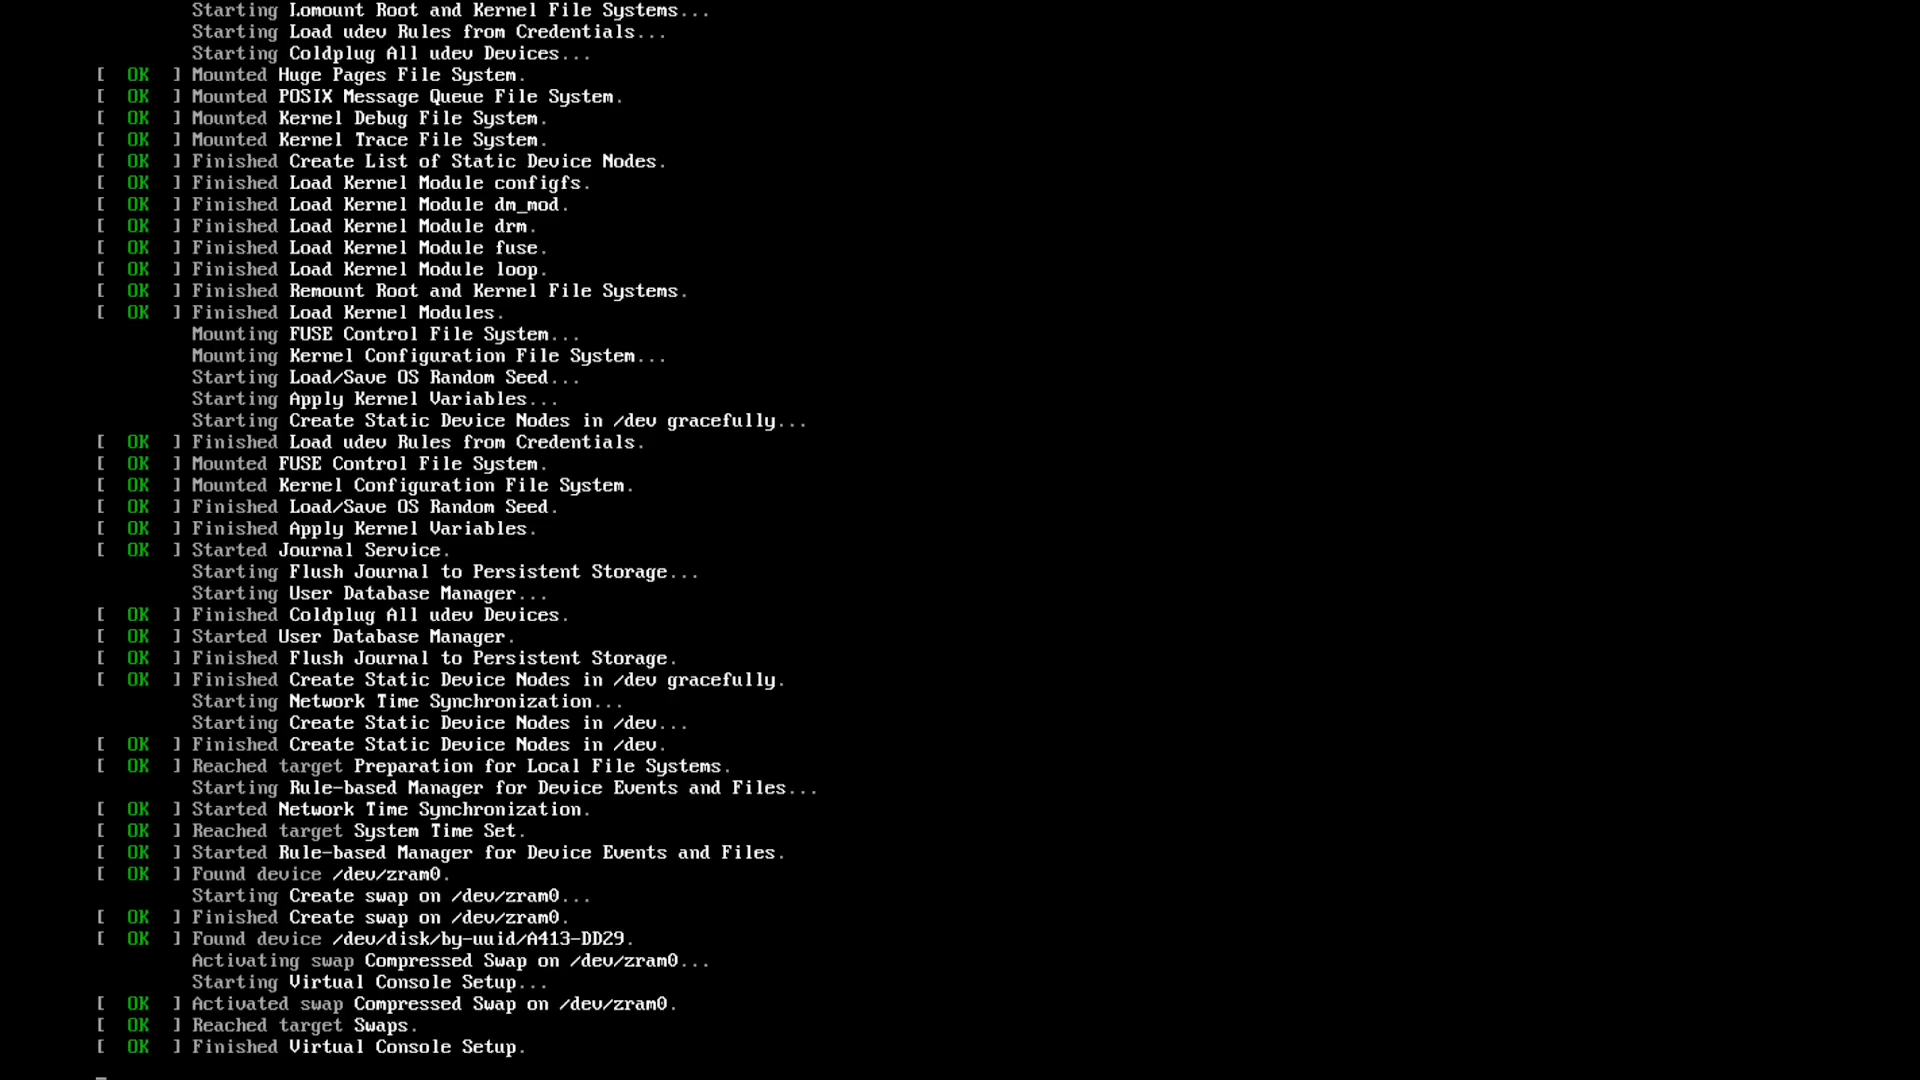 Starting Lomount Root and Kernel File Systems...
Starting Load udev Rules from Credentials...
Starting Coldplug All udev Devices...
[ OK ] Mounted Huge Pages File System.
[ OK ] Mounted POSIX Message Queue File System.
[ OK ] Mounted Kernel Debug File System.
[ OK ] Mounted Kernel Trace File System.
[ OK ] Finished Create List of Static Device Nodes.
[ OK ] Finished Load Kernel Module configfs.
[ OK ] Finished Load Kernel Module dm_mod.
[ OK ] Finished Load Kernel Module drm.
[ OK ] Finished Load Kernel Module fuse.
[ OK ] Finished Load Kernel Module loop.
[ OK ] Finished Remount Root and Kernel File Systems.
[ OK ] Finished Load Kernel Modules.
Mounting FUSE Control File System...
Mounting Kernel Configuration File System...
Starting Load/Save OS Random Seed...
Starting Apply Kernel Variables...
Starting Create Static Device Nodes in /dev gracefully...
[ OK ] Finished Load udev Rules from Credentials.
[ OK ] Mounted FUSE Control File System.
[ OK ] Mounted Kernel Configuration File System.
[ OK ] Finished Load/Save OS Random Seed.
[ OK ] Finished Apply Kernel Variables.
[ OK ] Started Journal Service.
Starting Flush Journal to Persistent Storage...
Starting User Database Manager...
[ OK ] Finished Coldplug All udev Devices.
[ OK ] Started User Database Manager.
[ OK ] Finished Flush Journal to Persistent Storage.
[ OK ] Finished Create Static Device Nodes in /dev gracefully.
Starting Network Time Synchronization...
Starting Create Static Device Nodes in /dev...
[ OK ] Finished Create Static Device Nodes in /dev.
[ OK ] Reached target Preparation for Local File Systems.
Starting Rule-based Manager for Device Events and Files...
[ OK ] Started Network Time Synchronization.
[ OK ] Reached target System Time Set.
[ OK ] Started Rule-based Manager for Device Events and Files.
[ OK ] Found device /dev/zram0.
Starting Create swap on /dev/zram0...
[ OK ] Finished Create swap on /dev/zram0.
[ OK ] Found device /dev/disk/by-uuid/A413-DD29.
Activating swap Compressed Swap on /dev/zram0...
Starting Virtual Console Setup...
[ OK ] Activated swap Compressed Swap on /dev/zram0.
[ OK ] Reached target Swaps.
[ OK ] Finished Virtual Console Setup.